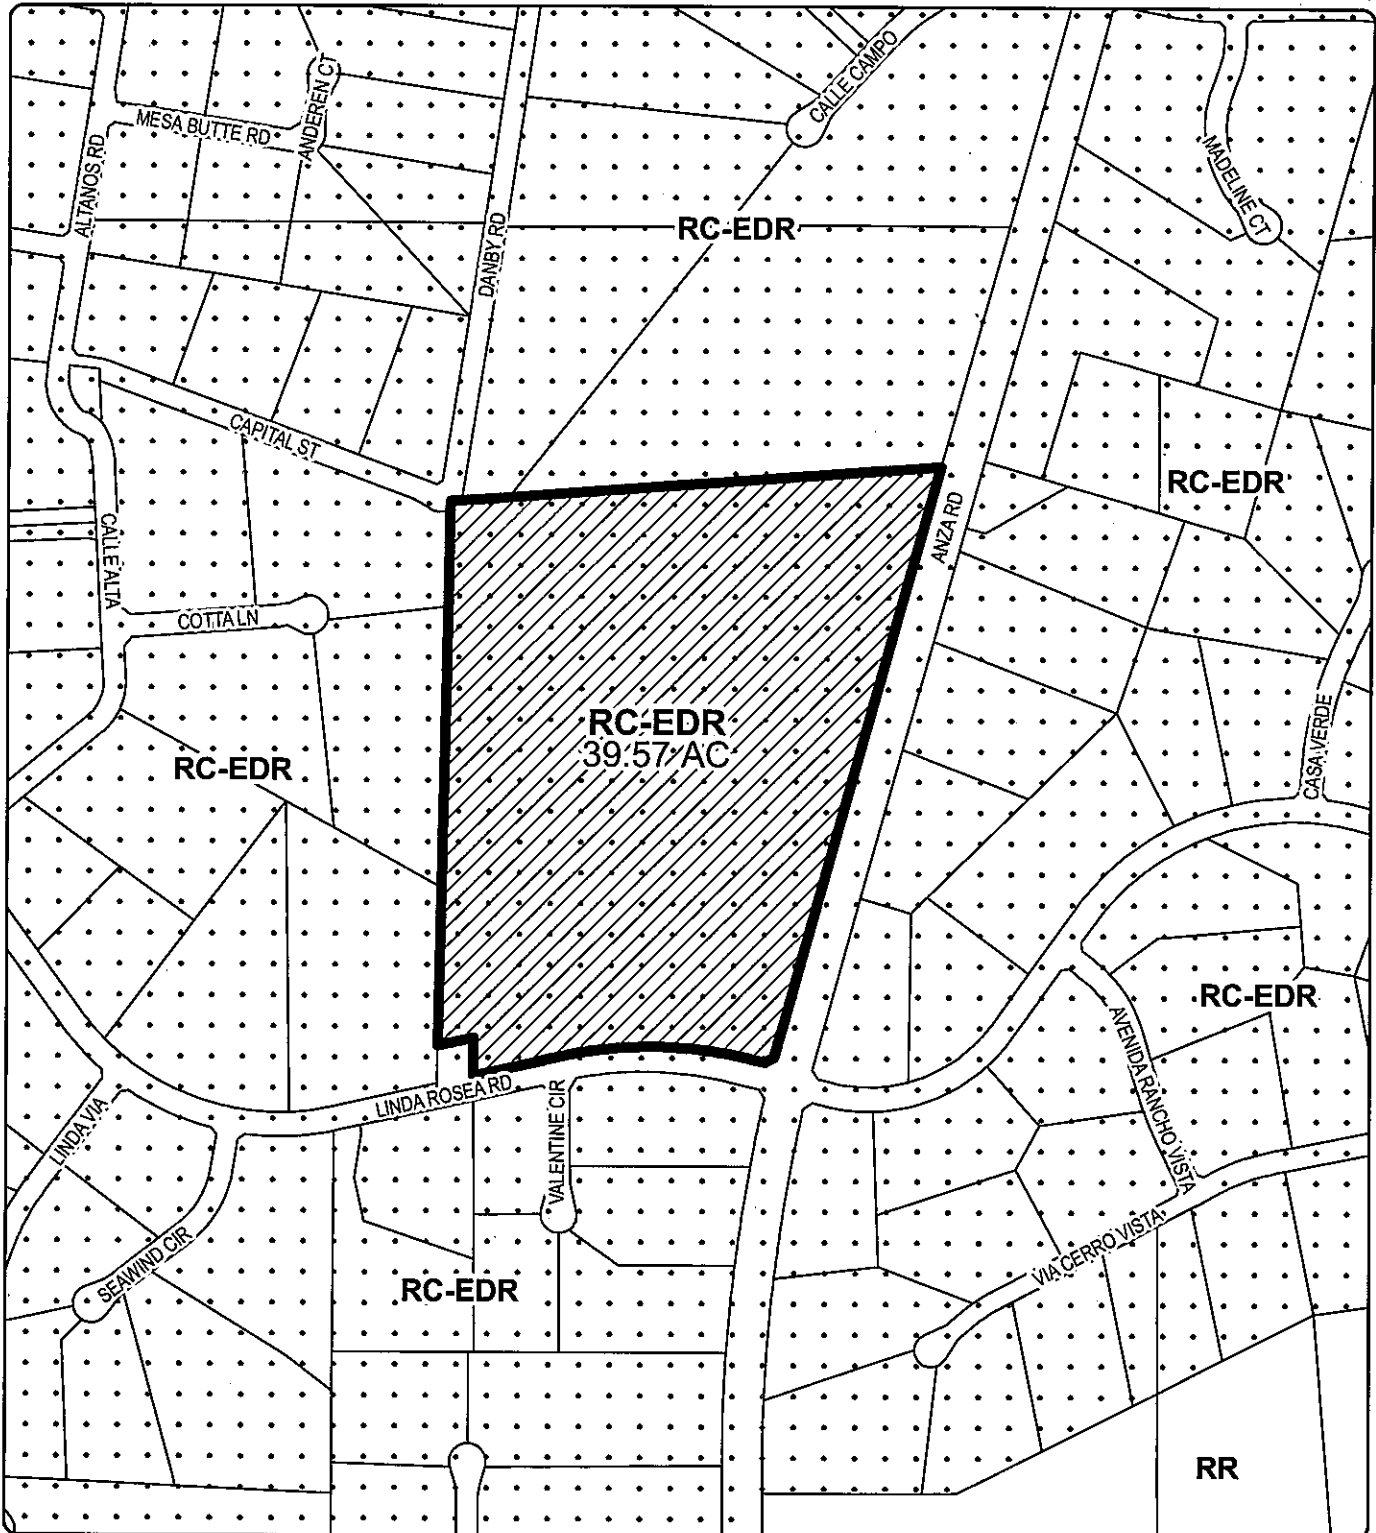 CALLE CAMPO
ANDEREN CT
MESA BUTTE RD
ALTANOS RD
MADELINE CT
DANBY RD
RC-EDR
CAPITAL ST
RC-EDR
ANZA RD
CALLE ALTA
COTTA LN
RC-EDR
39.57 AC
RC-EDR
CASA VERDE
RC-EDR
AVENIDA RANCHO VISTA
LINDA ROSEA RD
VALENTINE CIR
LINDA VIA
SEAWIND CIR
VIA CERRO VISTA
RC-EDR
RR